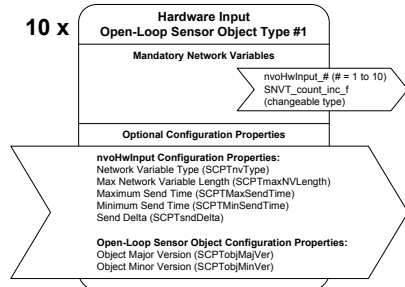 10 x
Hardware Input
Open-Loop Sensor Object Type #1
Mandatory Network Variables
nvoHwInput_# (# = 1 to 10)
SNVT_count_inc_f
(changeable type)
Optional Configuration Properties
nvoHwInput Configuration Properties:
Network Variable Type (SCPTnvType)
Max Network Variable Length (SCPTmaxNVLength)
Maximum Send Time (SCPTMaxSendTime)
Minimum Send Time (SCPTMinSendTime)
Send Delta (SCPTsndDelta)
Open-Loop Sensor Object Configuration Properties:
Object Major Version (SCPTobjMajVer)
Object Minor Version (SCPTobjMinVer)